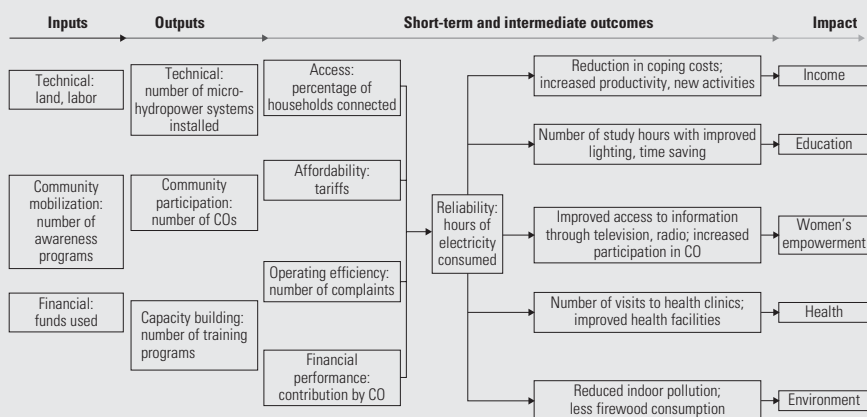 Inputs
Outputs
Short-term and intermediate outcomes
Impact
Technical:
land, labor
Community
mobilization:
number of
awareness
programs
Financial:
funds used
Technical:
number of micro-
hydropower systems
installed
Community
participation:
number of COs
Capacity building:
number of training
programs
Access:
percentage of
households connected
Affordability:
tariffs
Operating efficiency:
number of complaints
Financial
performance:
contribution by CO
Reliability:
hours of
electricity
consumed
Reduction in coping costs;
increased productivity, new activities
Number of study hours with improved
lighting, time saving
Improved access to information
through television, radio; increased
participation in CO
Number of visits to health clinics;
improved health facilities
Reduced indoor pollution;
less firewood consumption
Income
Education
Women's
empowerment
Health
Environment